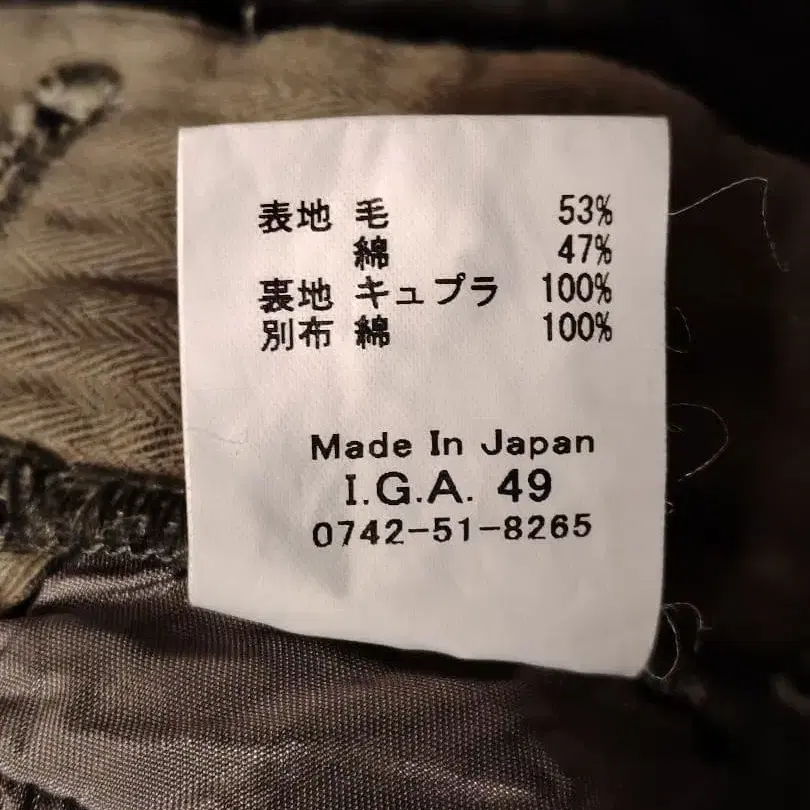 表地 毛 53%
綿 47%
裏地 キュプラ 100%
別布 綿 100%
Made In Japan
I.G.A. 49
0742-51-8265